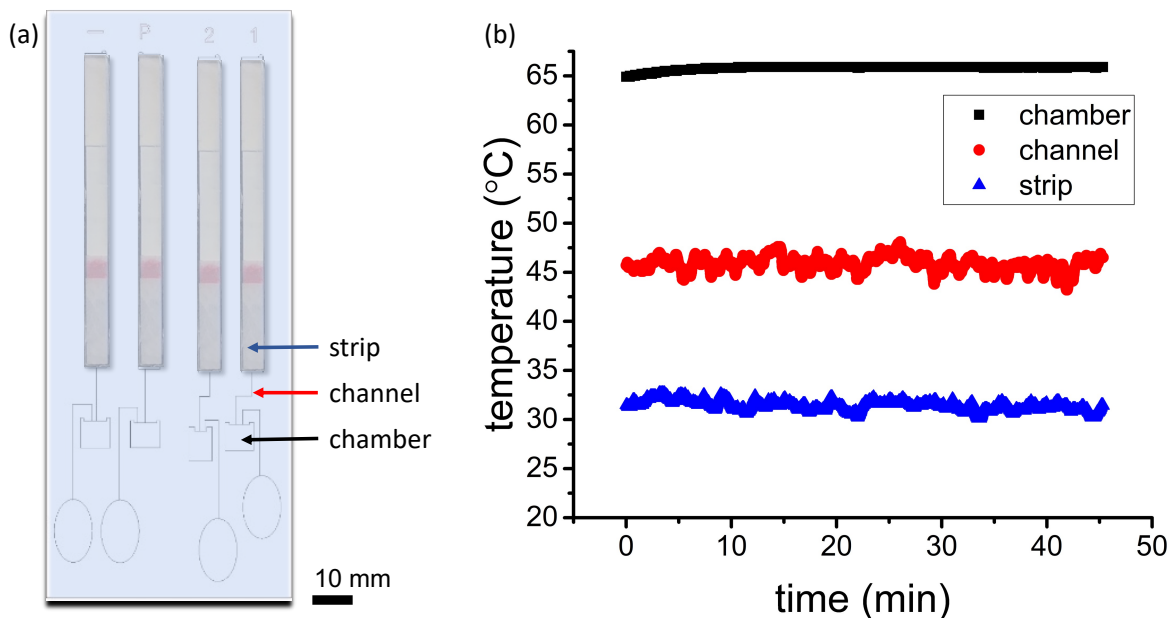 (a)
— P 2 1
strip
channel
chamber
10 mm
(b)
temperature (°C)
65
60
55
50
45
40
35
30
25
20
chamber
channel
strip
0 10 20 30 40 50
time (min)